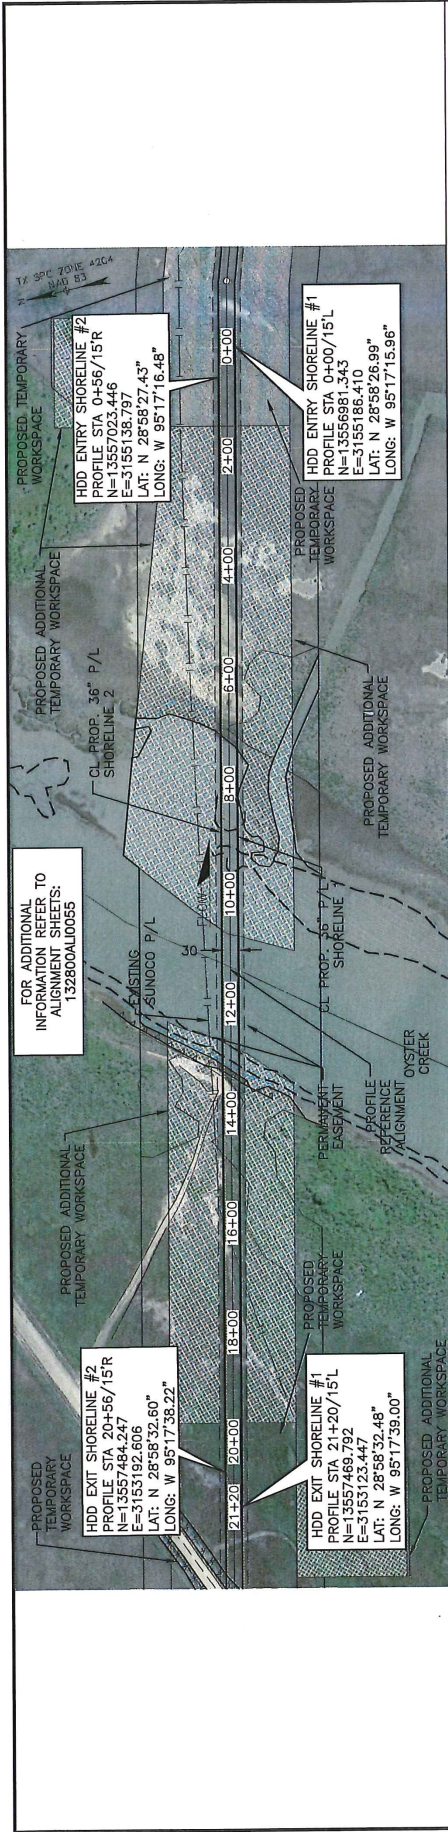 TX SPC ZONE 4204
NAD 83
N
PROPOSED TEMPORARY
WORKSPACE
HDD ENTRY SHORELINE #2
PROFILE STA 0+56/15'R
N=13557023.446
E=3155138.797
LAT: N 28°58'27.43"
LONG: W 95°17'16.48"
HDD ENTRY SHORELINE #1
PROFILE STA 0+00/15'L
N=13556981.343
E=3155186.410
LAT: N 28°58'26.99"
LONG: W 95°17'15.96"
PROPOSED
TEMPORARY
WORKSPACE
PROPOSED ADDITIONAL
TEMPORARY WORKSPACE
CL PROP. 36" P/L
SHORELINE 2
PROPOSED ADDITIONAL
TEMPORARY WORKSPACE
FOR ADDITIONAL
INFORMATION REFER TO
ALIGNMENT SHEETS:
132800ALI0055
EXISTING
SUNOCO P/L
30
FLOW
CL PROP. 36" P/L
SHORELINE
PERMANENT
EASEMENT
PROFILE
REFERENCE
ALIGNMENT
OYSTER
CREEK
PROPOSED ADDITIONAL
TEMPORARY WORKSPACE
PROPOSED
TEMPORARY
WORKSPACE
PROPOSED
TEMPORARY
WORKSPACE
HDD EXIT SHORELINE #2
PROFILE STA 20+56/15'R
N=13557484.247
E=3153192.606
LAT: N 28°58'32.60"
LONG: W 95°17'38.22"
HDD EXIT SHORELINE #1
PROFILE STA 21+20/15'L
N=13557469.792
E=3153123.447
LAT: N 28°58'32.48"
LONG: W 95°17'39.00"
PROPOSED ADDITIONAL
TEMPORARY WORKSPACE
21+20
20+00
18+00
16+00
14+00
12+00
10+00
8+00
6+00
4+00
2+00
0+00